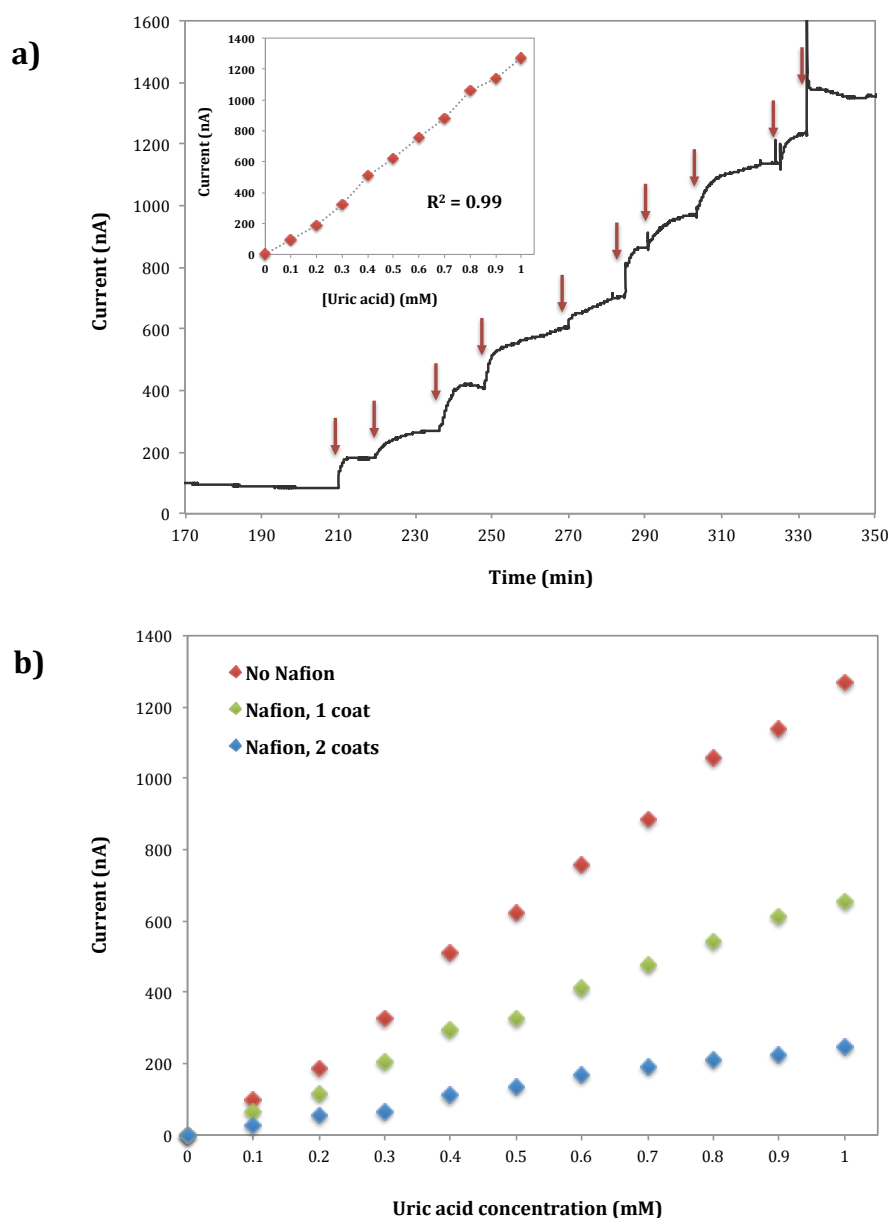 a)
1600
1400
1200
1000
800
600
400
200
0
Current (nA)
170 190 210 230 250 270 290 310 330 350
Time (min)
1400
1200
1000
800
600
400
200
0
Current (nA)
0 0.1 0.2 0.3 0.4 0.5 0.6 0.7 0.8 0.9 1
[Uric acid) (mM)
R² = 0.99
b)
1400
1200
1000
800
600
400
200
0
Current (nA)
No Nafion
Nafion, 1 coat
Nafion, 2 coats
0 0.1 0.2 0.3 0.4 0.5 0.6 0.7 0.8 0.9 1
Uric acid concentration (mM)